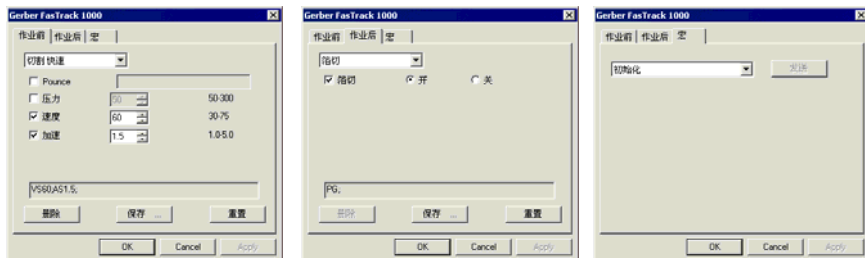 Gerber FasTrack 1000
作业前 作业后 宏
切割 快速
Pounce
压力 50 50-300
速度 60 30-75
加速 1.5 1.0-5.0
VS60;AS1.5;
删除 保存 ... 重置
OK Cancel Apply
Gerber FasTrack 1000
作业前 作业后 宏
箔切
箔切 开 关
PG;
删除 保存 ... 重置
OK Cancel Apply
Gerber FasTrack 1000
作业前 作业后 宏
初始化 发送
OK Cancel Apply